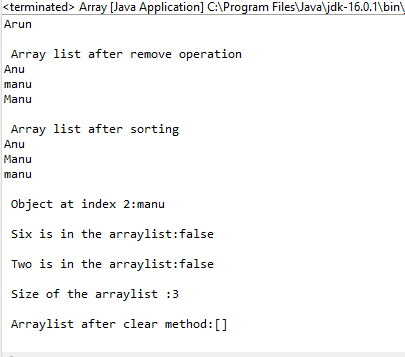 <terminated> Array [Java Application] C:\Program Files\Java\jdk-16.0.1\bin\
Arun
Array list after remove operation
Anu
manu
Manu
Array list after sorting
Anu
Manu
manu
Object at index 2:manu
Six is in the arraylist:false
Two is in the arraylist:false
Size of the arraylist :3
Arraylist after clear method:[]